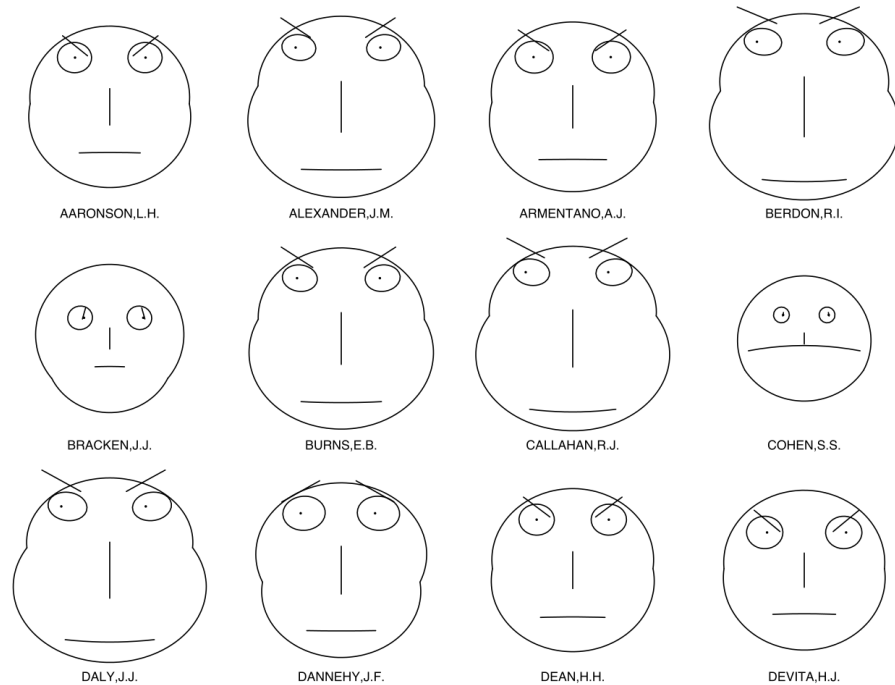 AARONSON,L.H.
ALEXANDER,J.M.
ARMENTANO,A.J.
BERDON,R.I.
BRACKEN,J.J.
BURNS,E.B.
CALLAHAN,R.J.
COHEN,S.S.
DALY,J.J.
DANNEHY,J.F.
DEAN,H.H.
DEVITA,H.J.